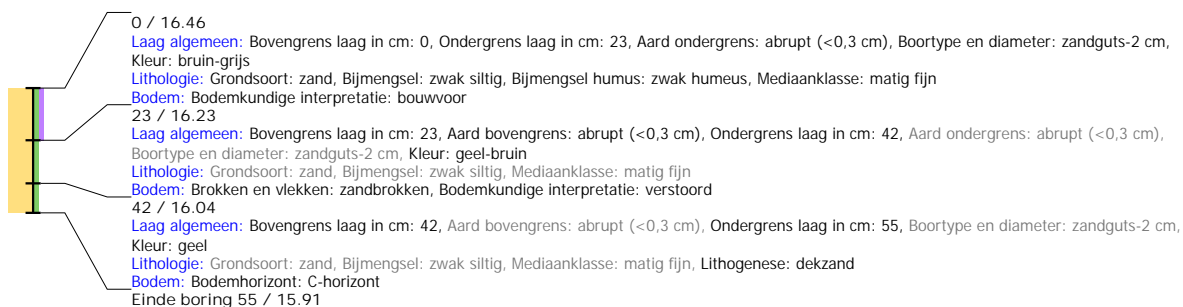 0 / 16.46
Laag algemeen: Bovengrens laag in cm: 0, Ondergrens laag in cm: 23, Aard ondergrens: abrupt (<0,3 cm), Boortype en diameter: zandguts-2 cm,
Kleur: bruin-grijs
Lithologie: Grondsoort: zand, Bijmengsel: zwak siltig, Bijmengsel humus: zwak humeus, Mediaanklasse: matig fijn
Bodem: Bodemkundige interpretatie: bouwvoor
23 / 16.23
Laag algemeen: Bovengrens laag in cm: 23, Aard bovengrens: abrupt (<0,3 cm), Ondergrens laag in cm: 42, Aard ondergrens: abrupt (<0,3 cm),
Boortype en diameter: zandguts-2 cm, Kleur: geel-bruin
Lithologie: Grondsoort: zand, Bijmengsel: zwak siltig, Mediaanklasse: matig fijn
Bodem: Brokken en vlekken: zandbrokken, Bodemkundige interpretatie: verstoord
42 / 16.04
Laag algemeen: Bovengrens laag in cm: 42, Aard bovengrens: abrupt (<0,3 cm), Ondergrens laag in cm: 55, Boortype en diameter: zandguts-2 cm,
Kleur: geel
Lithologie: Grondsoort: zand, Bijmengsel: zwak siltig, Mediaanklasse: matig fijn, Lithogenese: dekzand
Bodem: Bodemhorizont: C-horizont
Einde boring 55 / 15.91